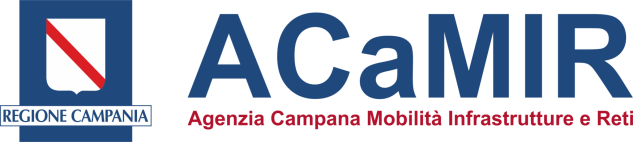 REGIONE CAMPANIA
ACaMIR
Agenzia Campana Mobilità Infrastrutture e Reti